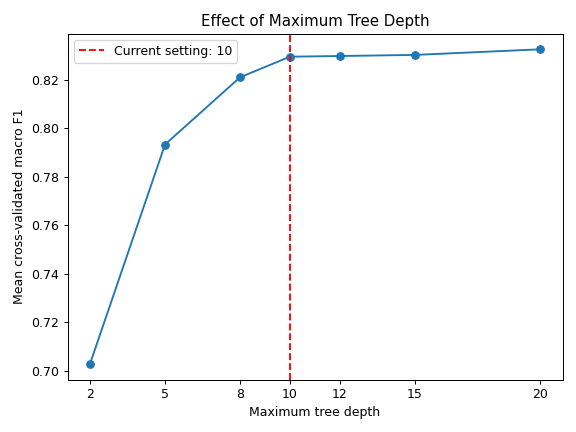 Effect of Maximum Tree Depth
Current setting: 10
Mean cross-validated macro F1
0.82
0.80
0.78
0.76
0.74
0.72
0.70
2 5 8 10 12 15 20
Maximum tree depth